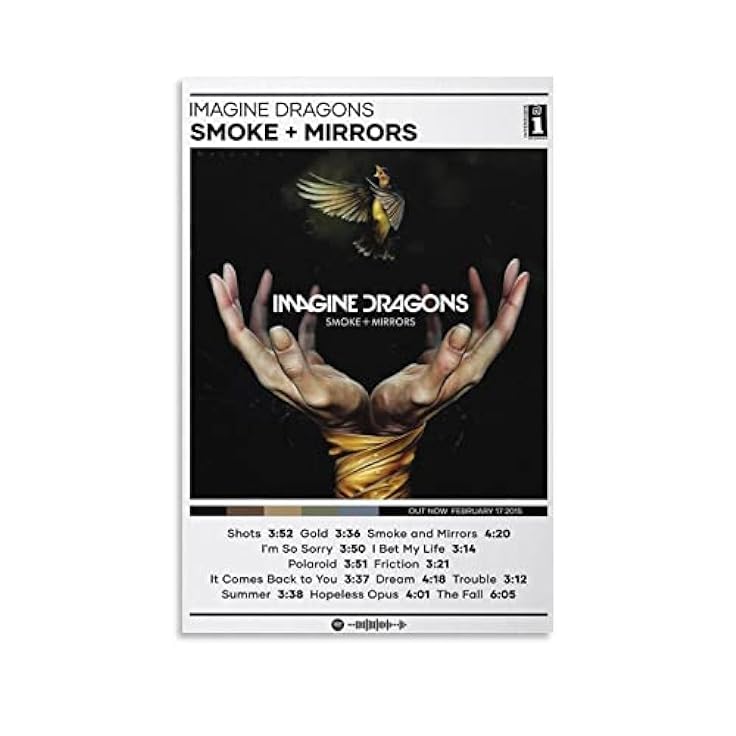 IMAGINE DRAGONS
SMOKE + MIRRORS
i
IMAGINE DRAGONS
SMOKE + MIRRORS
OUT NOW FEBRUARY 17 2015
Shots 3:52 Gold 3:36 Smoke and Mirrors 4:20
I'm So Sorry 3:50 I Bet My Life 3:14
Polaroid 3:51 Friction 3:21
It Comes Back to You 3:37 Dream 4:18 Trouble 3:12
Summer 3:38 Hopeless Opus 4:01 The Fall 6:05